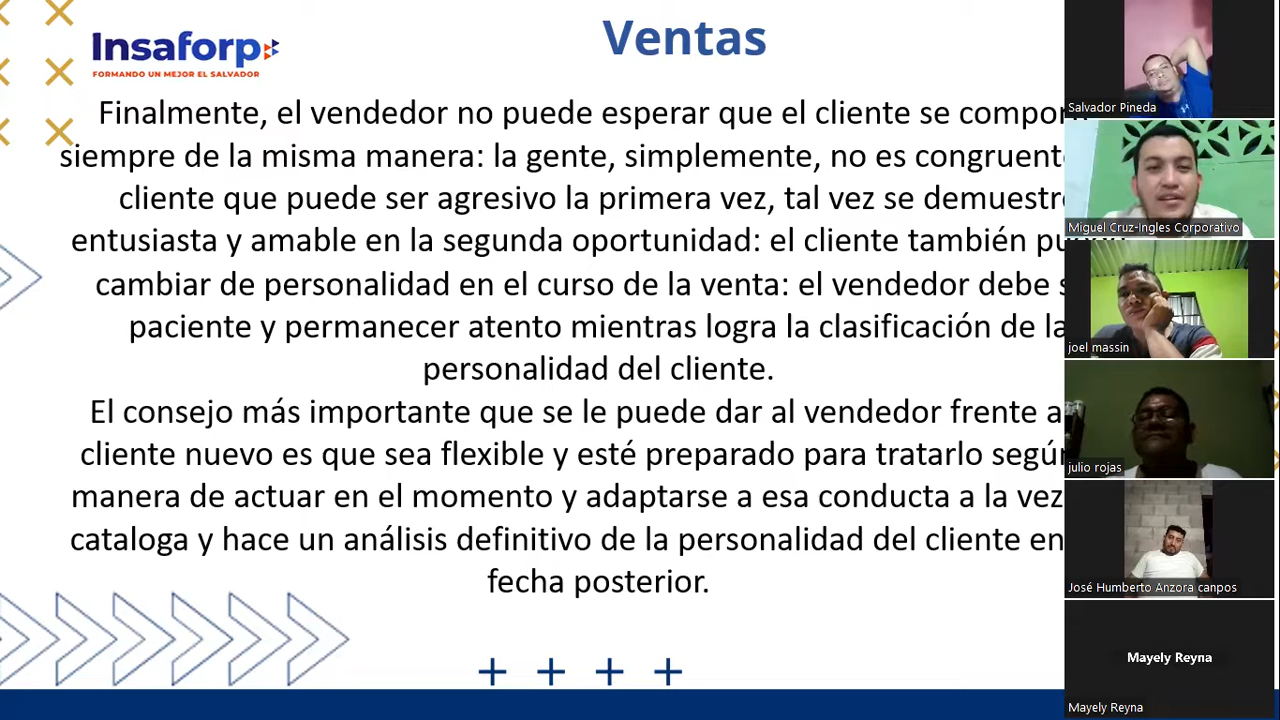 Insaforp
FORMANDO UN MEJOR EL SALVADOR
Ventas
Finalmente, el vendedor no puede esperar que el cliente se
siempre de la misma manera: la gente, simplemente, no es
cliente que puede ser agresivo la primera vez, tal vez se
entusiasta y amable en la segunda oportunidad: el cliente también
cambiar de personalidad en el curso de la venta: el vendedor debe
paciente y permanecer atento mientras logra la clasificación de la
personalidad del cliente.
El consejo más importante que se le puede dar al vendedor frente a
cliente nuevo es que sea flexible y esté preparado para tratarlo
manera de actuar en el momento y adaptarse a esa conducta a la vez
cataloga y hace un análisis definitivo de la personalidad del cliente en
fecha posterior.
Salvador Pineda
Miguel Cruz-Ingles Corporativo
joel massin
julio rojas
José Humberto Anzora canpos
Mayely Reyna
Mayely Reyna